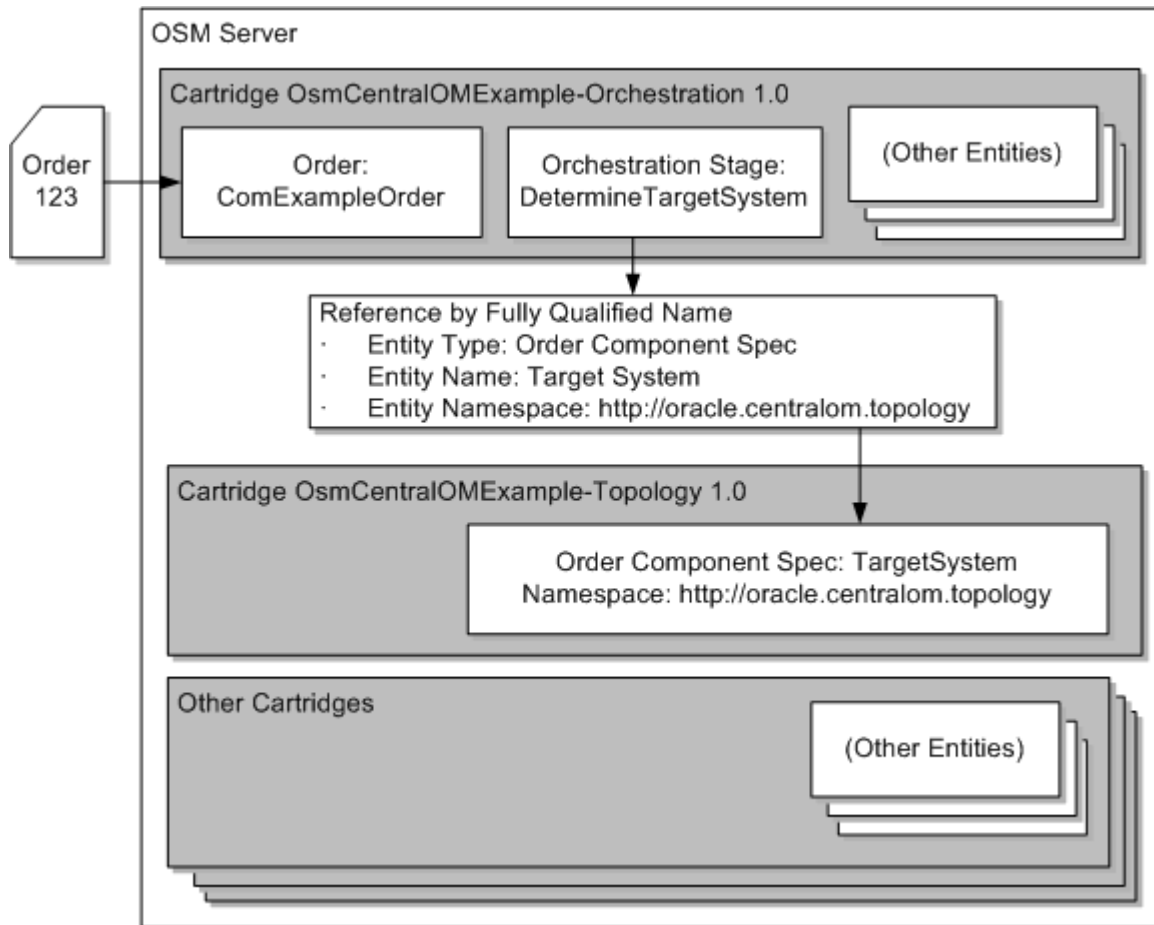 OSM Server
Cartridge OsmCentralOMExample-Orchestration 1.0
Order
123
Order:
ComExampleOrder
Orchestration Stage:
DetermineTargetSystem
(Other Entities)
Reference by Fully Qualified Name
· Entity Type: Order Component Spec
· Entity Name: Target System
· Entity Namespace: http://oracle.centralom.topology
Cartridge OsmCentralOMExample-Topology 1.0
Order Component Spec: TargetSystem
Namespace: http://oracle.centralom.topology
Other Cartridges
(Other Entities)